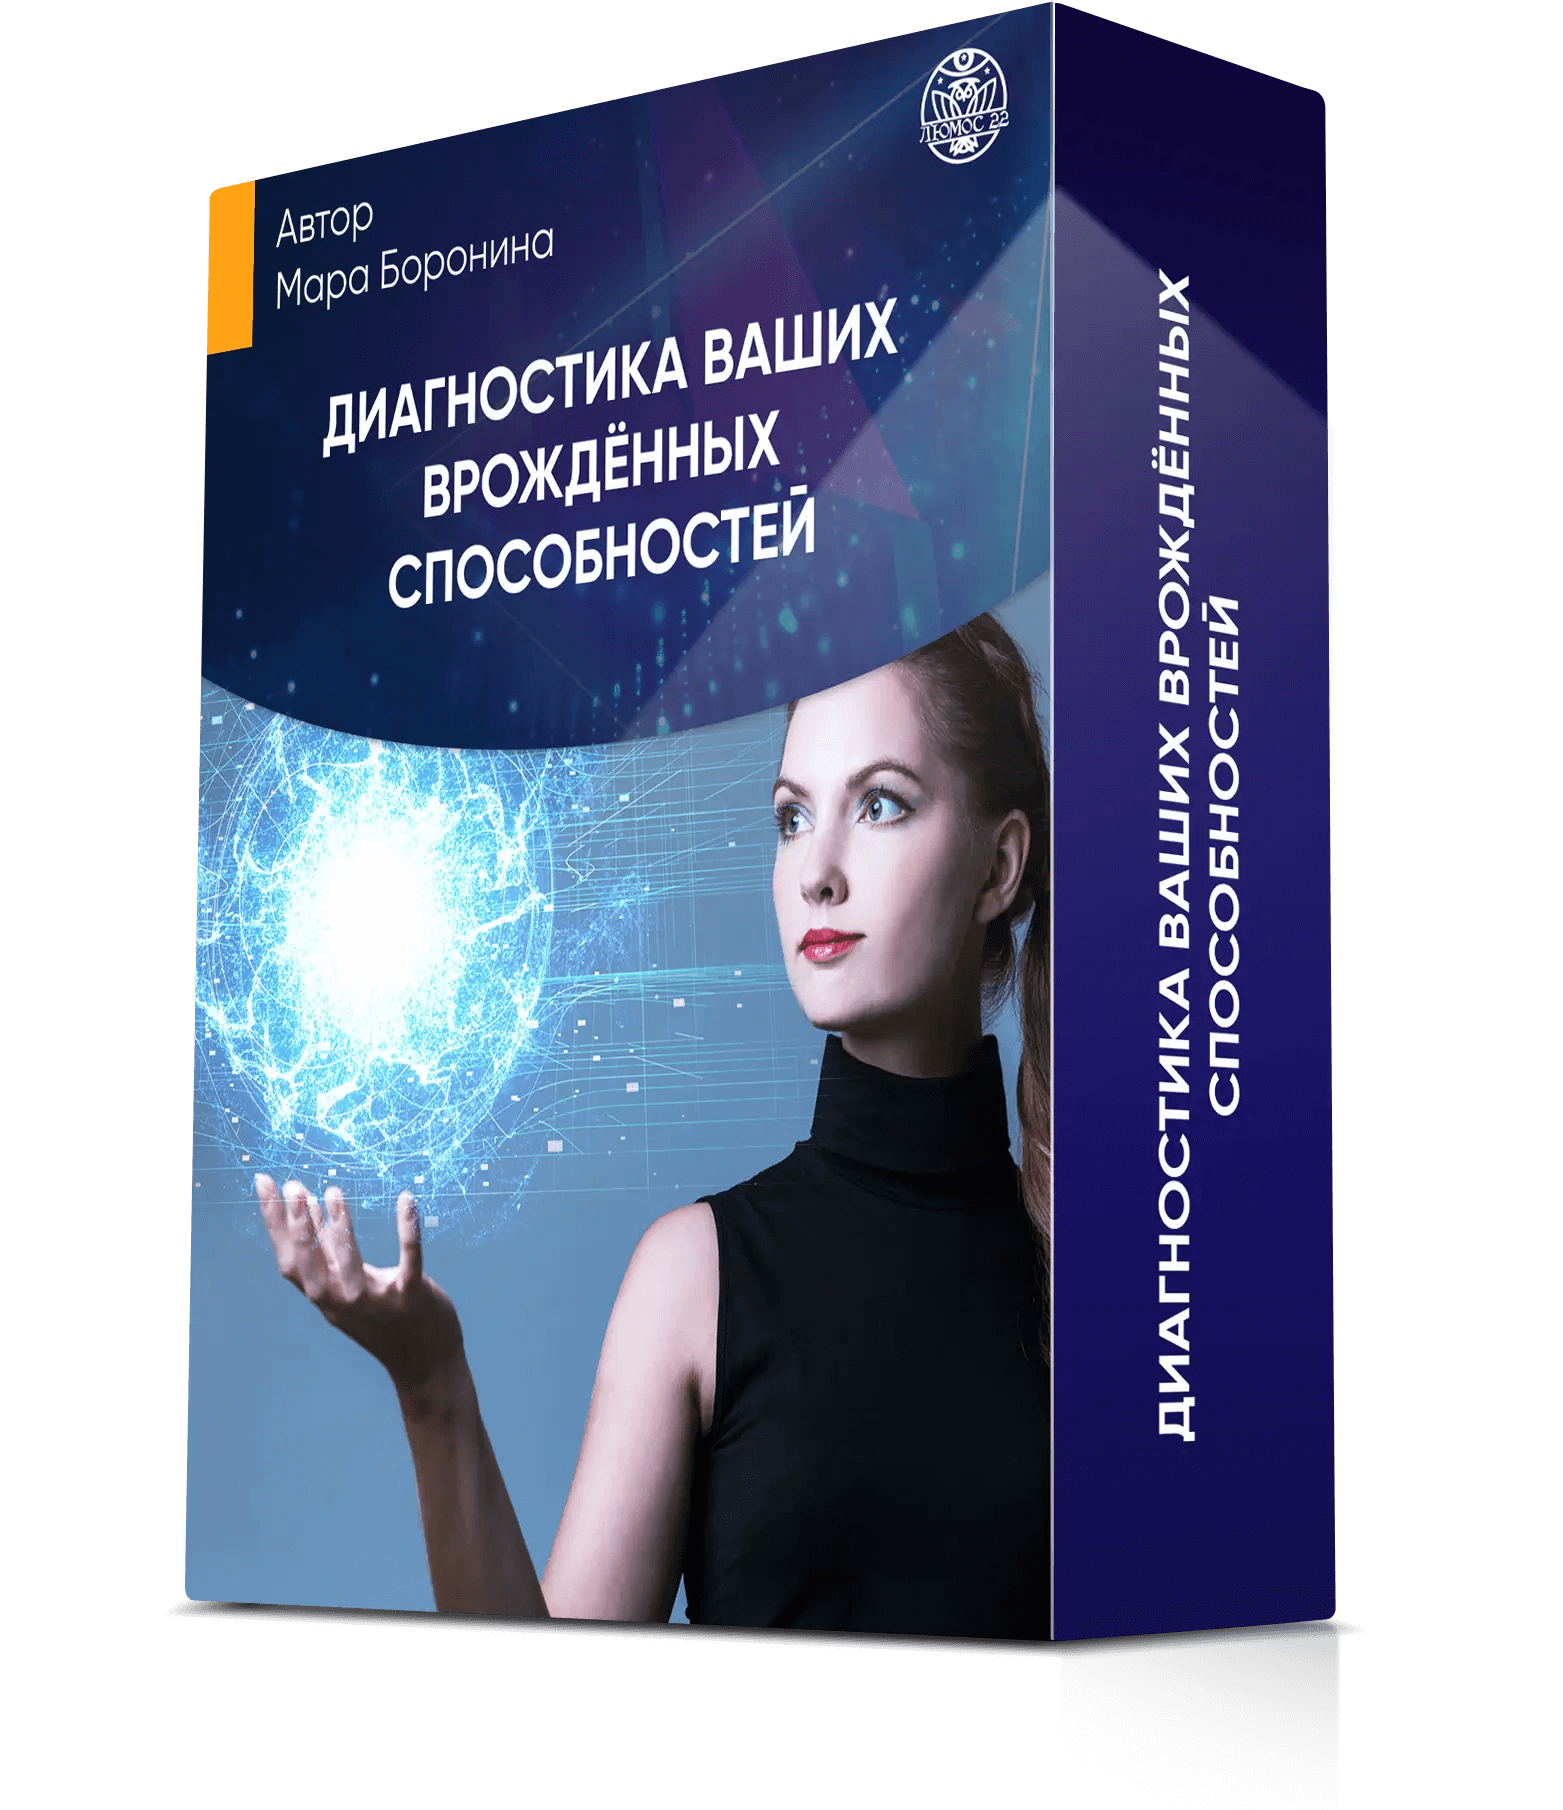 ЛЮМОС 22
Автор
Мара Боронина
ДИАГНОСТИКА ВАШИХ
ВРОЖДЁННЫХ
СПОСОБНОСТЕЙ
ДИАГНОСТИКА ВАШИХ ВРОЖДЁННЫХ
СПОСОБНОСТЕЙ